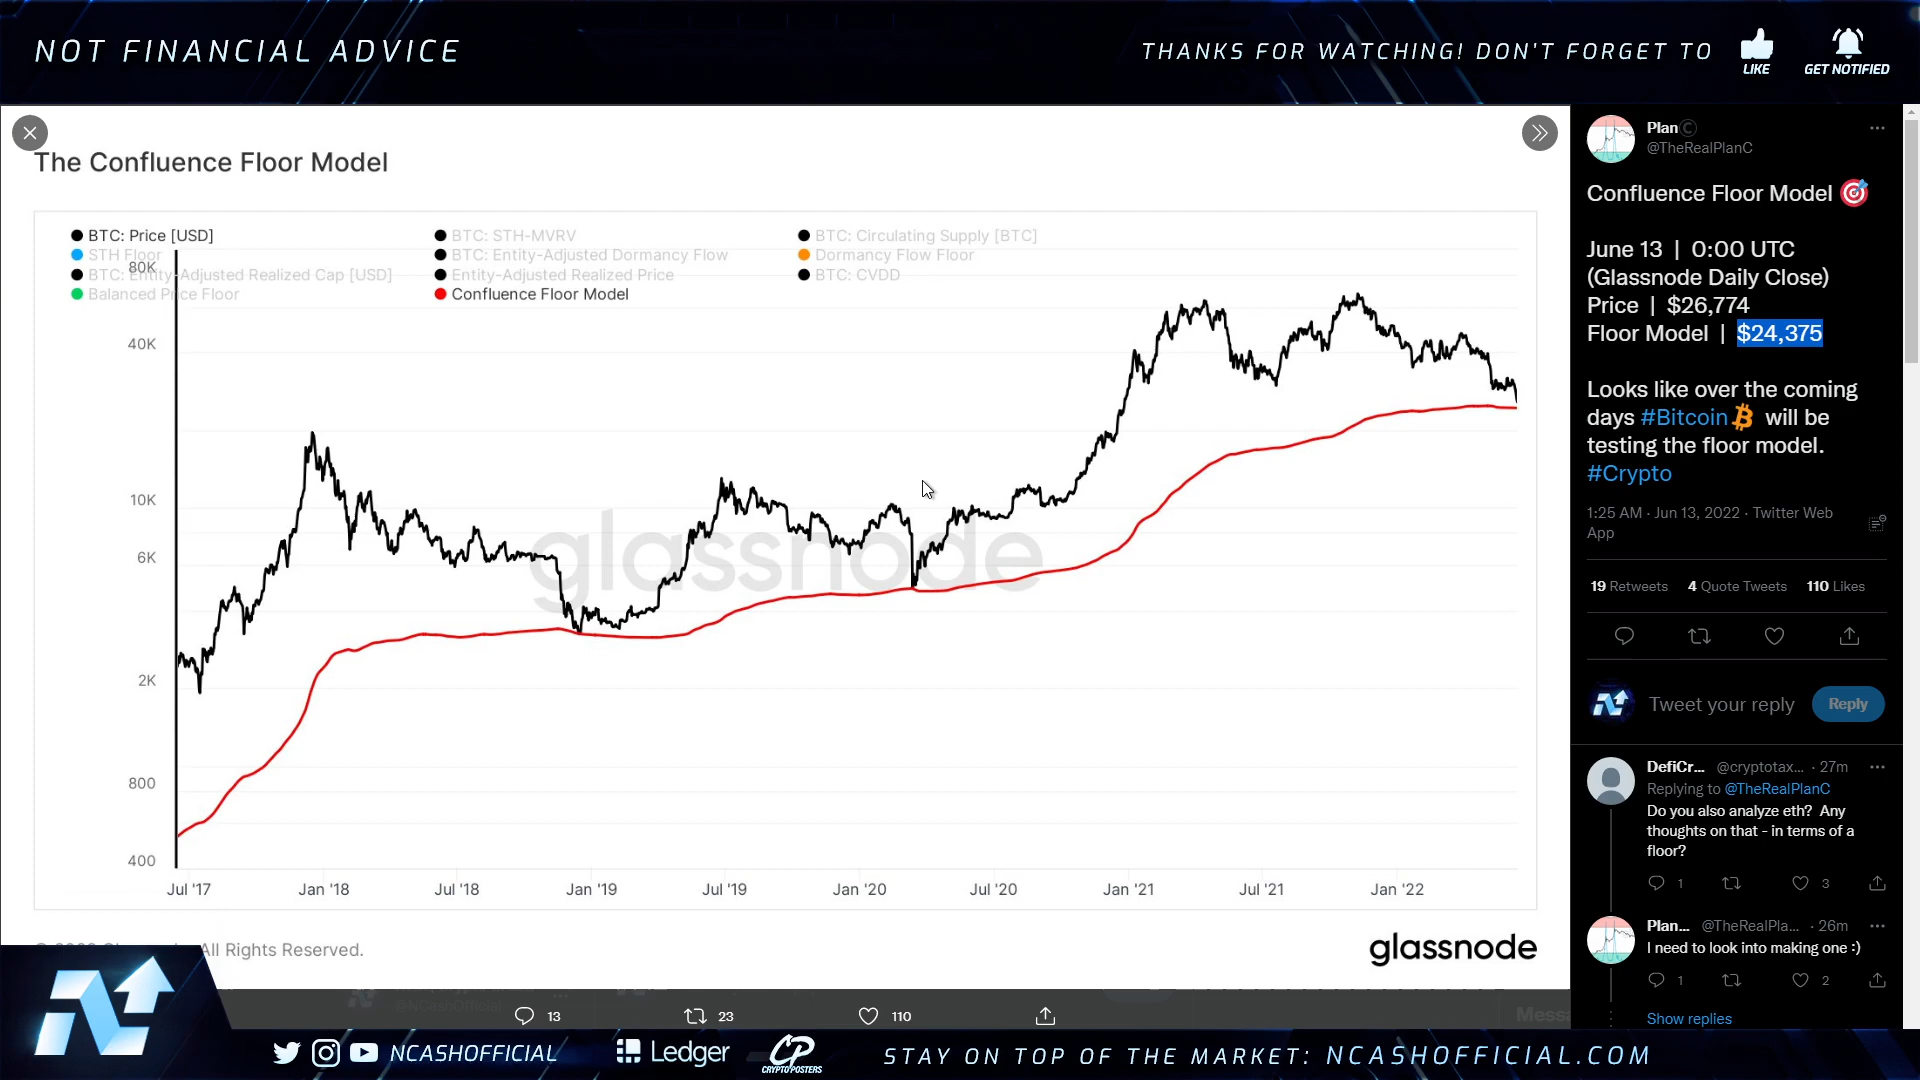 NOT FINANCIAL ADVICE
THANKS FOR WATCHING! DON'T FORGET TO
LIKE
GET NOTIFIED
The Confluence Floor Model
BTC: Price [USD]
BTC: STH-MVRV
BTC: Circulating Supply [BTC]
STH Floor
BTC: Entity-Adjusted Dormancy Flow
Dormancy Flow Floor
BTC: Entity-Adjusted Realized Cap [USD]
Entity-Adjusted Realized Price
BTC: CVDD
Balanced Price Floor
Confluence Floor Model
80K
40K
10K
6K
2K
800
400
glassnode
Jul '17
Jan '18
Jul '18
Jan '19
Jul '19
Jan '20
Jul '20
Jan '21
Jul '21
Jan '22
All Rights Reserved.
glassnode
13
23
110
PlanⒸ
@TheRealPlanC
Confluence Floor Model
June 13 | 0:00 UTC
(Glassnode Daily Close)
Price | $26,774
Floor Model | $24,375
Looks like over the coming
days #Bitcoin will be
testing the floor model.
#Crypto
1:25 AM · Jun 13, 2022 · Twitter Web
App
19 Retweets 4 Quote Tweets 110 Likes
Tweet your reply
Reply
DefiCr... @cryptotax... · 27m
Replying to @TheRealPlanC
Do you also analyze eth? Any
thoughts on that - in terms of a
floor?
1
3
Plan... @TheRealPla... · 26m
I need to look into making one :)
1
2
Show replies
NCASHOFFICIAL
Ledger
CP
CRYPTOPOSTERS
STAY ON TOP OF THE MARKET: NCASHOFFICIAL.COM